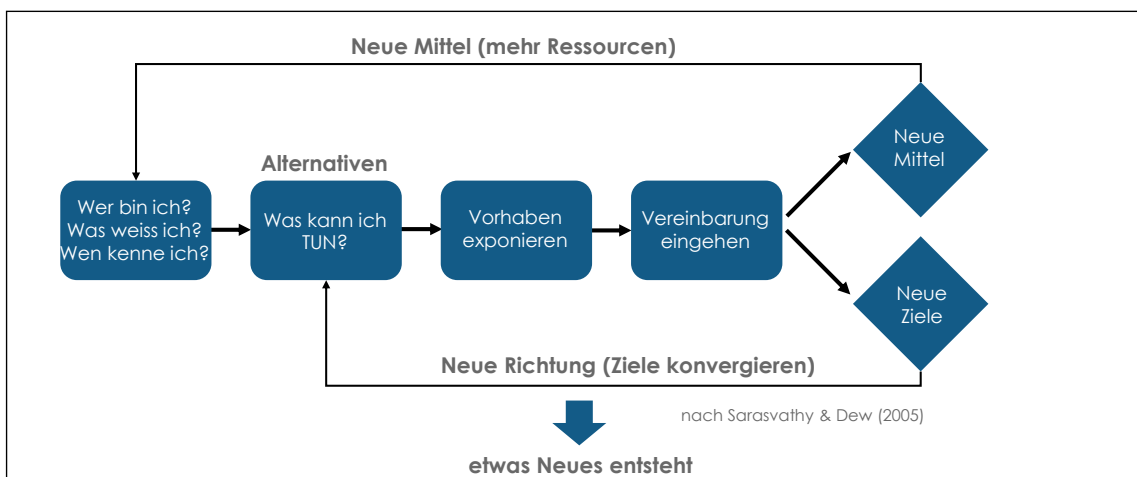 Neue Mittel (mehr Ressourcen)
Alternativen
Wer bin ich?
Was weiss ich?
Wen kenne ich?
Was kann ich
TUN?
Vorhaben
exponieren
Vereinbarung
eingehen
Neue
Mittel
Neue
Ziele
Neue Richtung (Ziele konvergieren)
nach Sarasvathy & Dew (2005)
etwas Neues entsteht